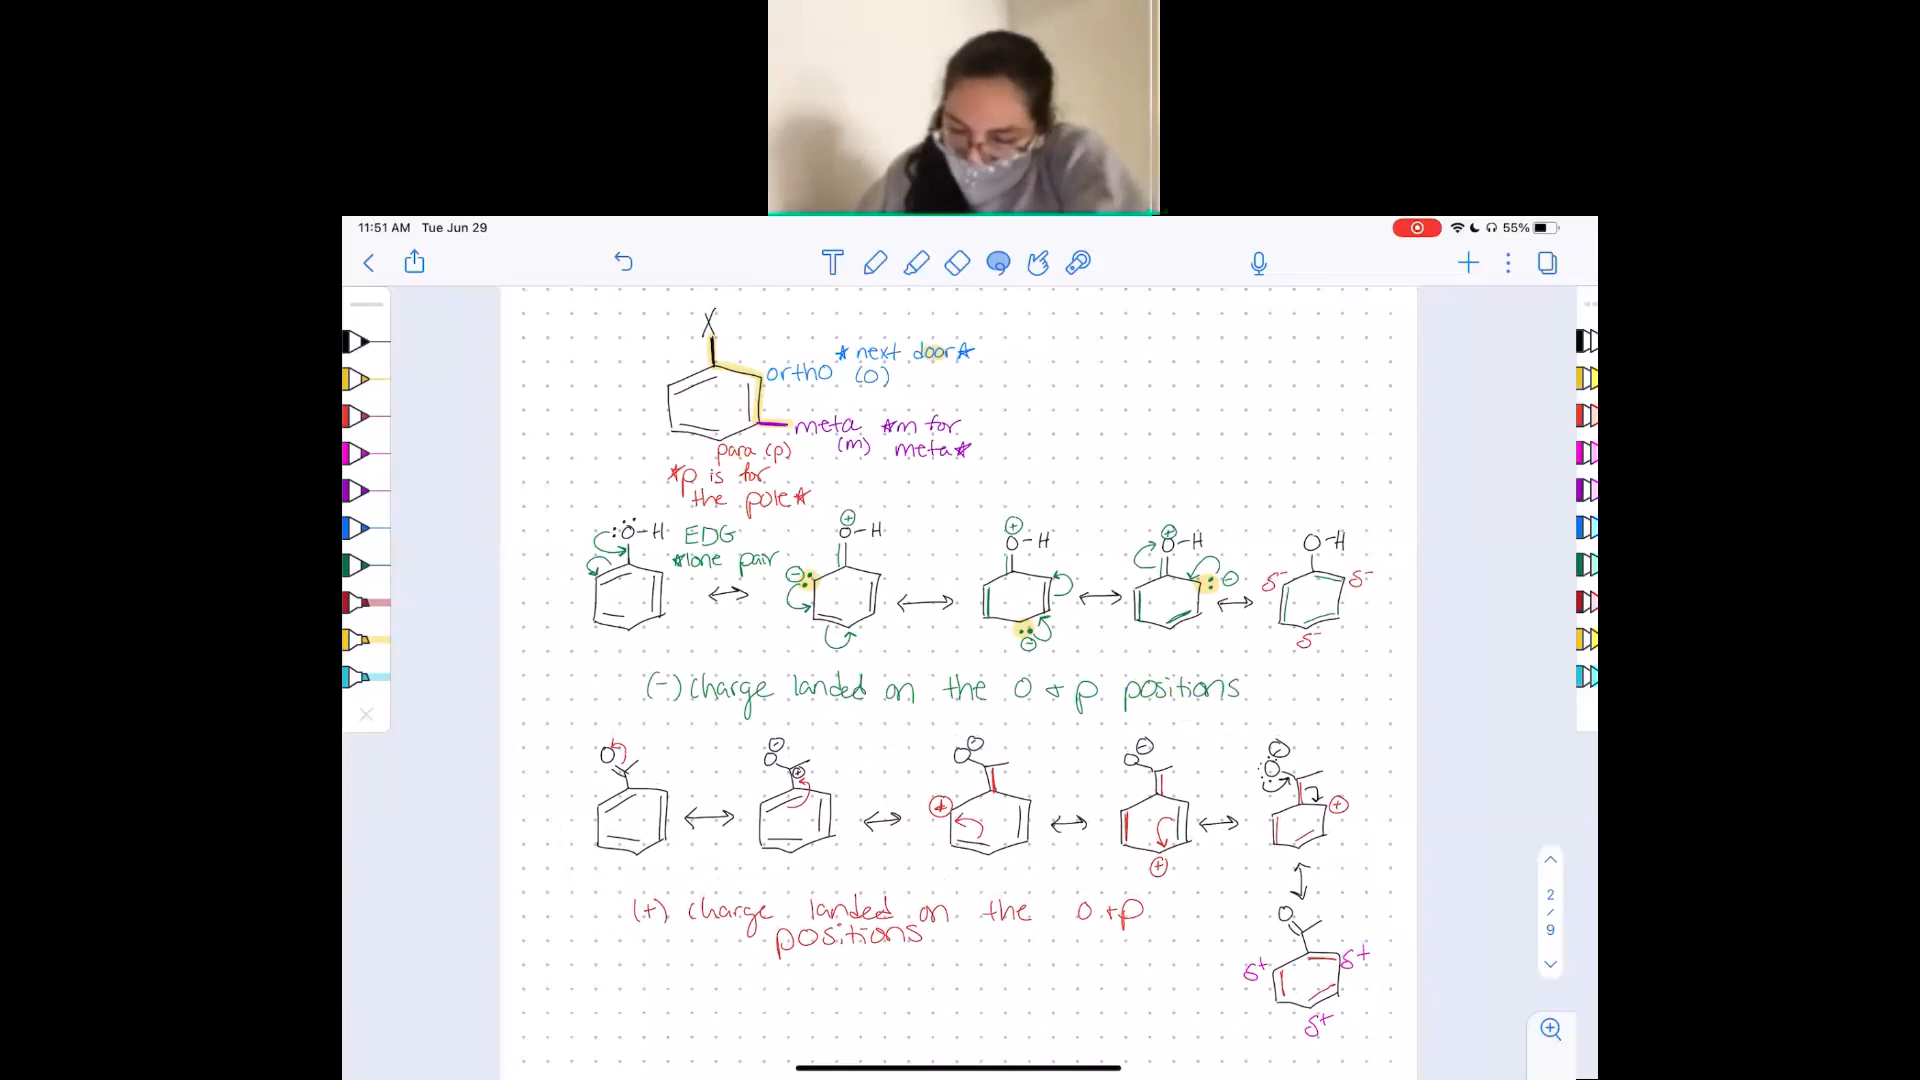 11:51 AM Tue Jun 29
55%
X
ortho
* next door *
(o)
meta
(m)
*m for
meta*
para (p)
*p is for
the pole*
:O-H EDG
*lone pair
⊕
O-H
⊖
⊕
O-H
⊖
⊕
O-H
⊖
O-H
δ- δ-
δ-
(-) charge landed on the o + p positions
O
⊖
O
⊕
⊖
O
⊕
⊖
O
⊕
⊖
O
⊕
(+) charge landed on the o + p
positions
O
δ+ δ+
δ+
2
/
9